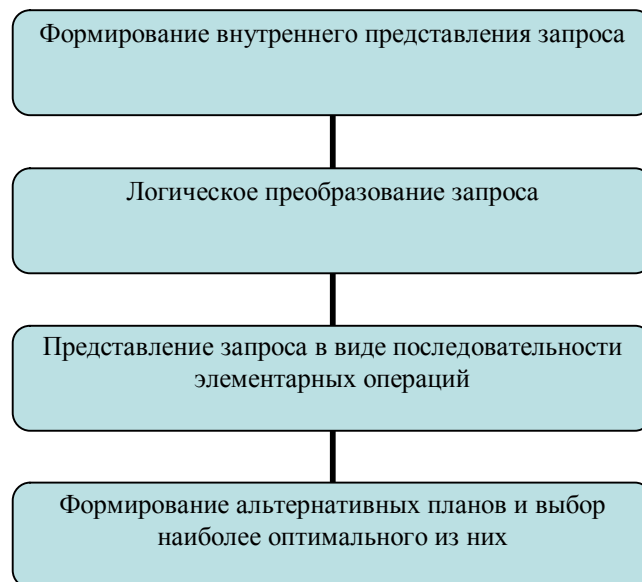 Формирование внутреннего представления запроса
Логическое преобразование запроса
Представление запроса в виде последовательности
элементарных операций
Формирование альтернативных планов и выбор
наиболее оптимального из них